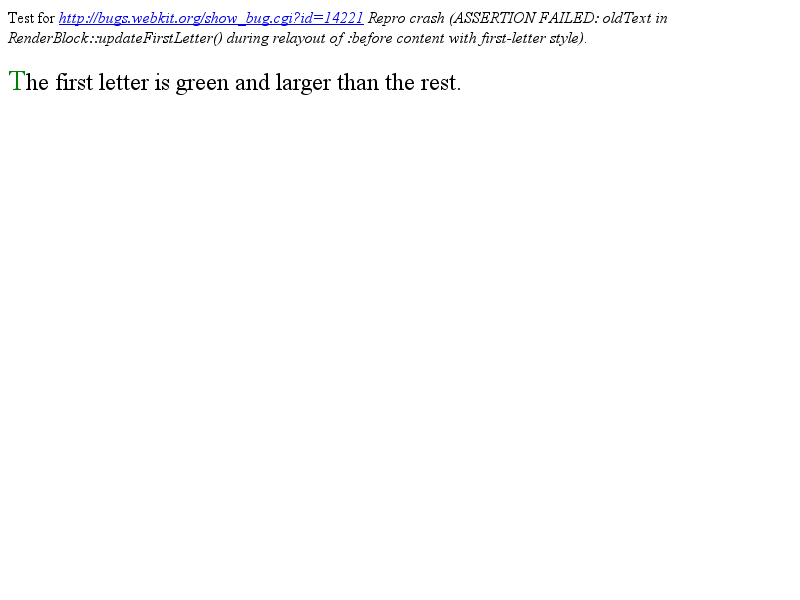 Test for http://bugs.webkit.org/show_bug.cgi?id=14221 Repro crash (ASSERTION FAILED: oldText in
RenderBlock::updateFirstLetter() during relayout of :before content with first-letter style).
The first letter is green and larger than the rest.